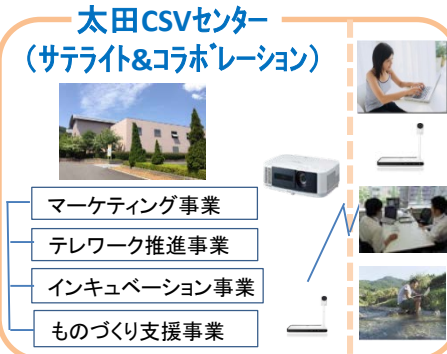 太田CSVセンター
（サテライト&コラボレーション）
マーケティング事業
テレワーク推進事業
インキュベーション事業
ものづくり支援事業